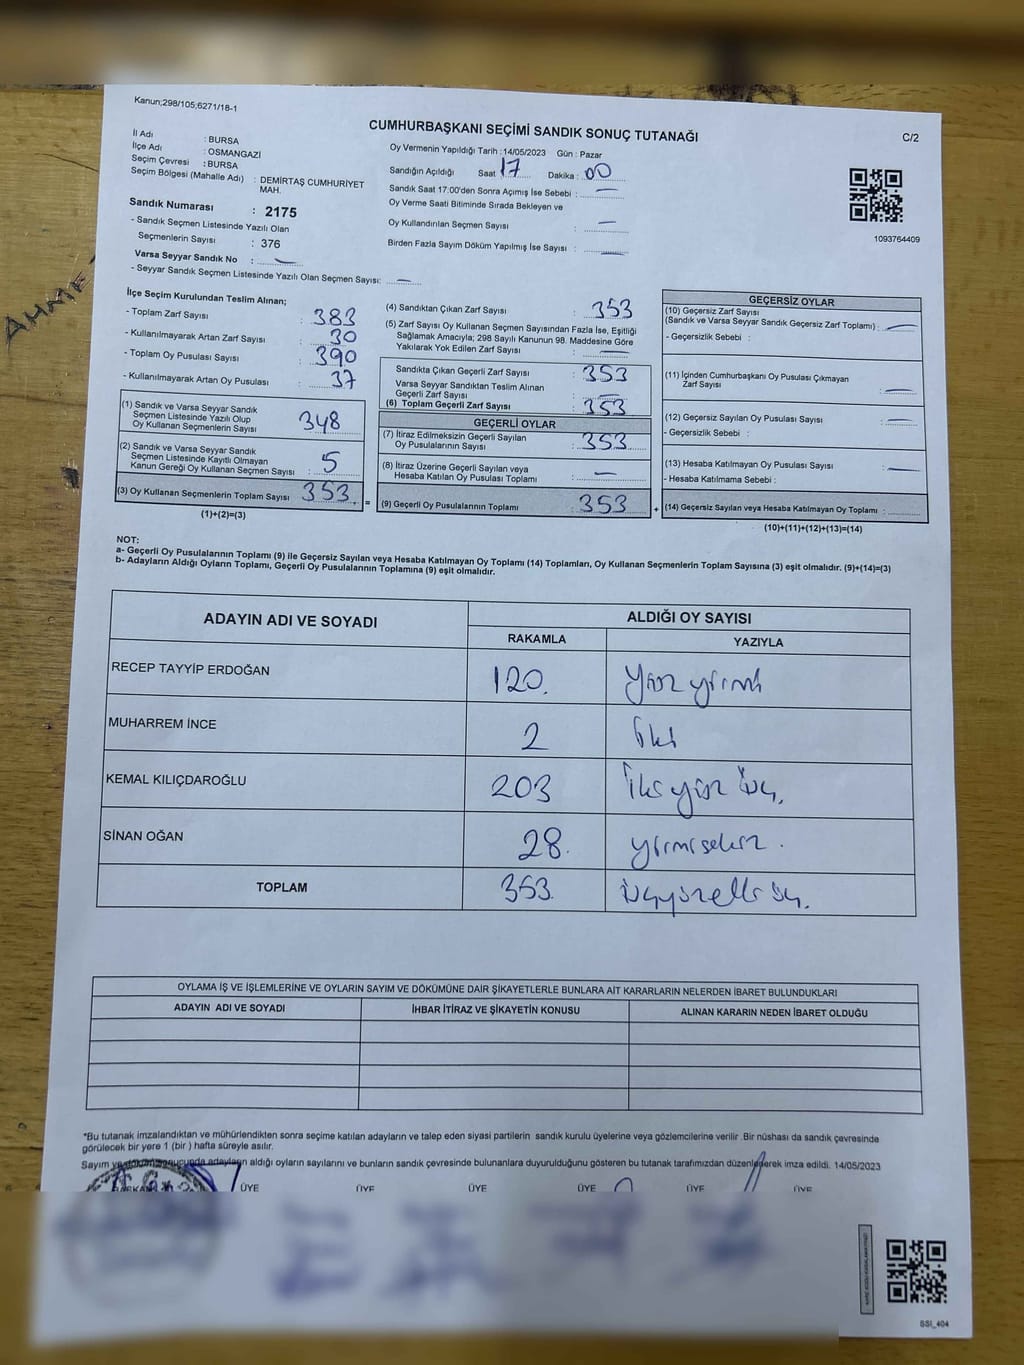 Kanun;298/105,6271/18-1
CUMHURBAŞKANI SEÇİMİ SANDIK SONUÇ TUTANAĞI
C/2
İl Adı : BURSA
İlçe Adı : OSMANGAZİ
Seçim Çevresi : BURSA
Seçim Bölgesi (Mahalle Adı) : DEMİRTAŞ CUMHURİYET MAH.
Sandık Numarası : 2175
- Sandık Seçmen Listesinde Yazılı Olan
Seçmenlerin Sayısı : 376
Varsa Seyyar Sandık No : —
- Seyyar Sandık Seçmen Listesinde Yazılı Olan Seçmen Sayısı: —
Oy Vermenin Yapıldığı Tarih : 14/05/2023 Gün : Pazar
Sandığın Açıldığı Saat 17 Dakika : 00
Sandık Saat 17:00'den Sonra Açımış İse Sebebi : —
Oy Verme Saati Bitiminde Sırada Bekleyen ve
Oy Kullandırılan Seçmen Sayısı : —
Birden Fazla Sayım Döküm Yapılmış İse Sayısı : —
1093764409
AHME
İlçe Seçim Kurulundan Teslim Alınan;
- Toplam Zarf Sayısı : 383
- Kullanılmayarak Artan Zarf Sayısı : 30
- Toplam Oy Pusulası Sayısı : 390
- Kullanılmayarak Artan Oy Pusulası : 37
(1) Sandık ve Varsa Seyyar Sandık
Seçmen Listesinde Yazılı Olup
Oy Kullanan Seçmenlerin Sayısı : 348
(2) Sandık ve Varsa Seyyar Sandık
Seçmen Listesinde Kayıtlı Olmayan
Kanun Gereği Oy Kullanan Seçmen Sayısı : 5
(3) Oy Kullanan Seçmenlerin Toplam Sayısı : 353 =
(1)+(2)=(3)
(4) Sandıktan Çıkan Zarf Sayısı : 353
(5) Zarf Sayısı Oy Kullanan Seçmen Sayısından Fazla İse, Eşitliği
Sağlamak Amacıyla; 298 Sayılı Kanunun 98. Maddesine Göre
Yakılarak Yok Edilen Zarf Sayısı : —
Sandıkta Çıkan Geçerli Zarf Sayısı : 353
Varsa Seyyar Sandıktan Teslim Alınan
Geçerli Zarf Sayısı : —
(6) Toplam Geçerli Zarf Sayısı : 353
GEÇERLİ OYLAR
(7) İtiraz Edilmeksizin Geçerli Sayılan
Oy Pusulalarının Sayısı : 353
(8) İtiraz Üzerine Geçerli Sayılan veya
Hesaba Katılan Oy Pusulası Toplamı : —
(9) Geçerli Oy Pusulalarının Toplamı : 353 +
GEÇERSİZ OYLAR
(10) Geçersiz Zarf Sayısı
(Sandık ve Varsa Seyyar Sandık Geçersiz Zarf Toplamı) : —
- Geçersizlik Sebebi :
(11) İçinden Cumhurbaşkanı Oy Pusulası Çıkmayan
Zarf Sayısı : —
(12) Geçersiz Sayılan Oy Pusulası Sayısı : —
- Geçersizlik Sebebi :
(13) Hesaba Katılmayan Oy Pusulası Sayısı : —
- Hesaba Katılmama Sebebi :
(14) Geçersiz Sayılan veya Hesaba Katılmayan Oy Toplamı :
(10)+(11)+(12)+(13)=(14)
NOT:
a- Geçerli Oy Pusulalarının Toplamı (9) ile Geçersiz Sayılan veya Hesaba Katılmayan Oy Toplamı (14) Toplamları, Oy Kullanan Seçmenlerin Toplam Sayısına (3) eşit olmalıdır. (9)+(14)=(3)
b- Adayların Aldığı Oyların Toplamı, Geçerli Oy Pusulalarının Toplamına (9) eşit olmalıdır.
ADAYIN ADI VE SOYADI ALDIĞI OY SAYISI
RAKAMLA YAZIYLA
RECEP TAYYİP ERDOĞAN 120. Yüz yirmi
MUHARREM İNCE 2 iki
KEMAL KILIÇDAROĞLU 203 iki yüz üç.
SİNAN OĞAN 28. yirmi sekiz.
TOPLAM 353. üçyüzelli üç.
OYLAMA İŞ VE İŞLEMLERİNE VE OYLARIN SAYIM VE DÖKÜMÜNE DAİR ŞİKAYETLERLE BUNLARA AİT KARARLARIN NELERDEN İBARET BULUNDUKLARI
ADAYIN ADI VE SOYADI İHBAR İTİRAZ VE ŞİKAYETİN KONUSU ALINAN KARARIN NEDEN İBARET OLDUĞU
*Bu tutanak imzalandıktan ve mühürlendikten sonra seçime katılan adayların ve talep eden siyasi partilerin sandık kurulu üyelerine veya gözlemcilerine verilir. Bir nüshası da sandık çevresinde
görülecek bir yere 1 (bir ) hafta süreyle asılır.
Sayım ve döküm sonucunda adayların aldığı oyların sayılarını ve bunların sandık çevresinde bulunanlara duyurulduğunu gösteren bu tutanak tarafımızdan düzenlenerek imza edildi. 14/05/2023
BAŞKAN ÜYE ÜYE ÜYE ÜYE ÜYE ÜYE
SSI_404